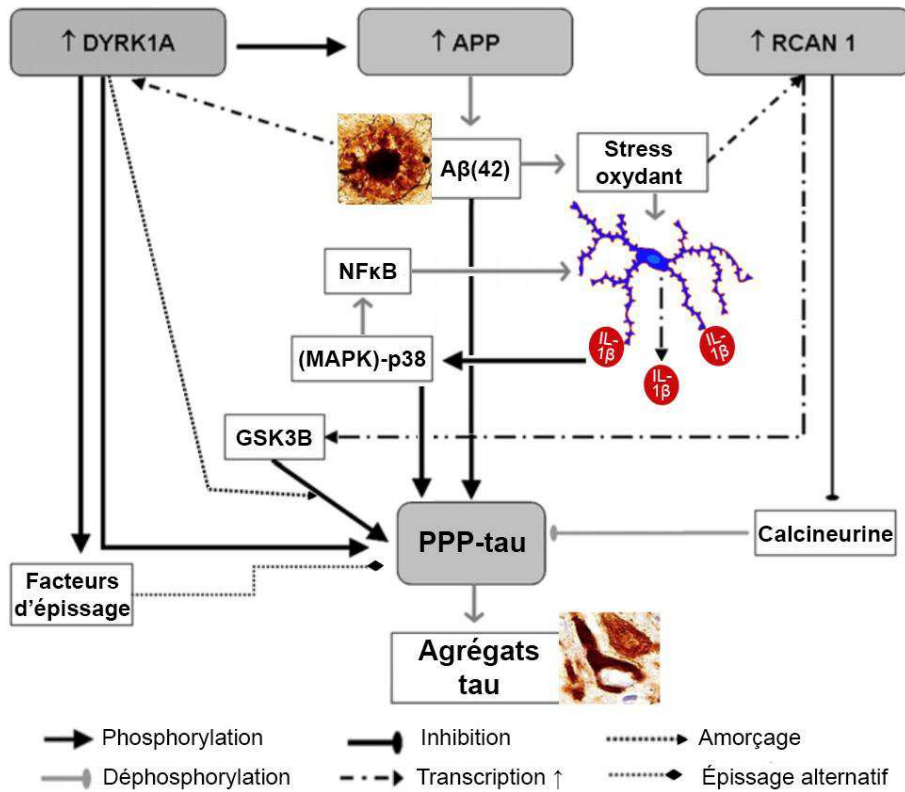 ↑ DYRK1A
↑ APP
↑ RCAN 1
Aβ(42)
Stress
oxydant
NFκB
(MAPK)-p38
IL-
1β
IL-
1β
IL-
1β
GSK3B
PPP-tau
Calcineurine
Facteurs
d'épissage
Agrégats
tau
Phosphorylation
Inhibition
Amorçage
Déphosphorylation
Transcription ↑
Épissage alternatif